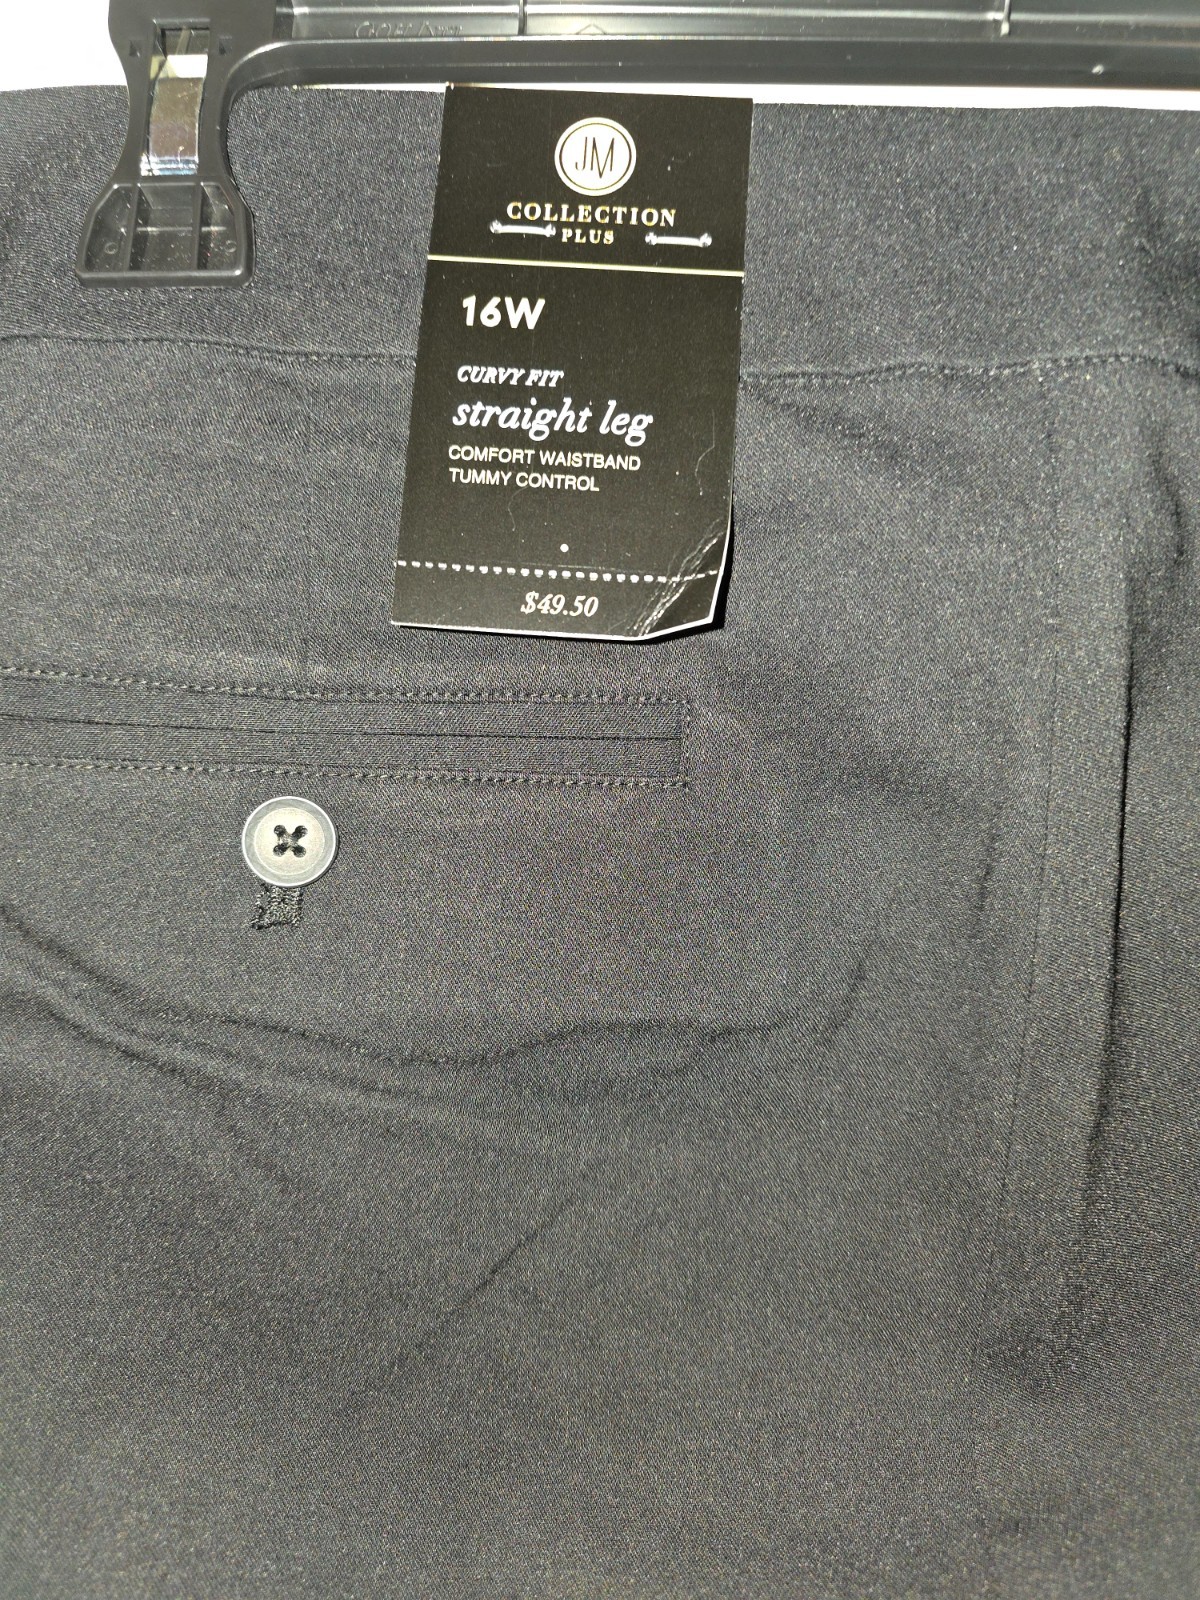 JM
COLLECTION
PLUS
16W
CURVY FIT
straight leg
COMFORT WAISTBAND
TUMMY CONTROL
$49.50